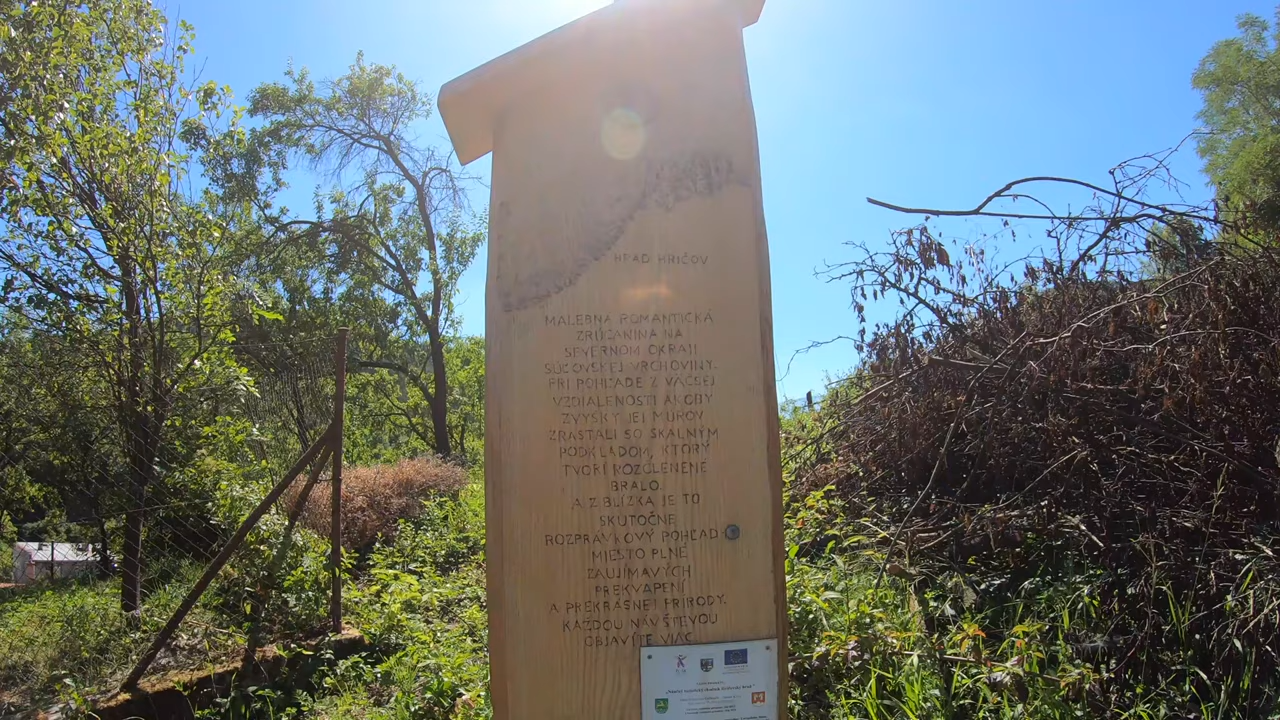 HRAD HRIČOV
MALEBNÁ ROMANTICKÁ
ZRÚCANINA NA
SEVERNOM OKRAJI
SÚĽOVSKEJ VRCHOVINY.
PRI POHĽADE Z VÄČŠEJ
VZDIALENOSTI AKOBY
ZVYŠKY JEJ MÚROV
ZRASTALI SO SKALNÝM
PODKLADOM, KTORÝ
TVORÍ ROZČLENENÉ
BRALO.
A Z BLÍZKA JE TO
SKUTOČNE
ROZPRÁVKOVÝ POHĽAD -
MIESTO PLNÉ
ZAUJÍMAVÝCH
PREKVAPENÍ
A PREKRÁSNEJ PRÍRODY.
KAŽDOU NÁVŠTEVOU
OBJAVÍTE VIAC.